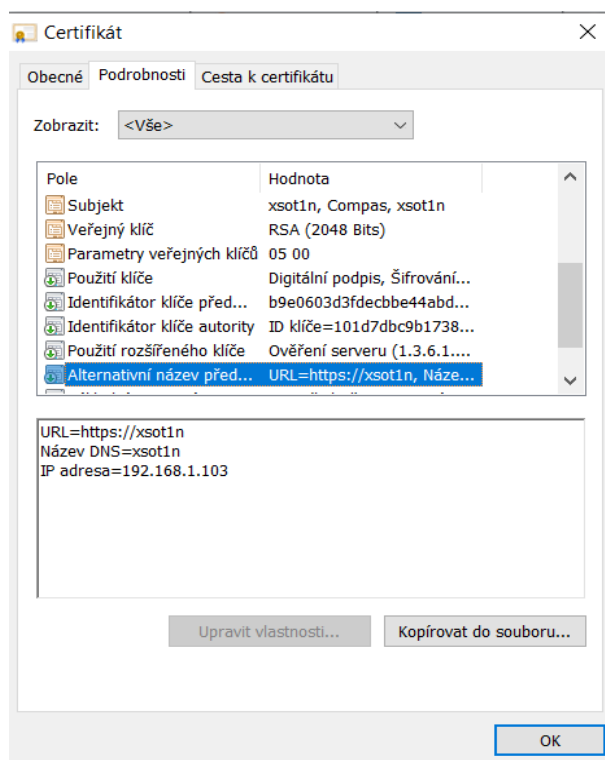 Certifikát
Obecné Podrobnosti Cesta k certifikátu
Zobrazit: <Vše>
Pole Hodnota
Subjekt xsot1n, Compas, xsot1n
Veřejný klíč RSA (2048 Bits)
Parametry veřejných klíčů 05 00
Použití klíče Digitální podpis, Šifrování...
Identifikátor klíče před... b9e0603d3fdecbbe44abd...
Identifikátor klíče autority ID klíče=101d7dbc9b1738...
Použití rozšířeného klíče Ověření serveru (1.3.6.1....
Alternativní název před... URL=https://xsot1n, Náze...
URL=https://xsot1n
Název DNS=xsot1n
IP adresa=192.168.1.103
Upravit vlastnosti... Kopírovat do souboru...
OK